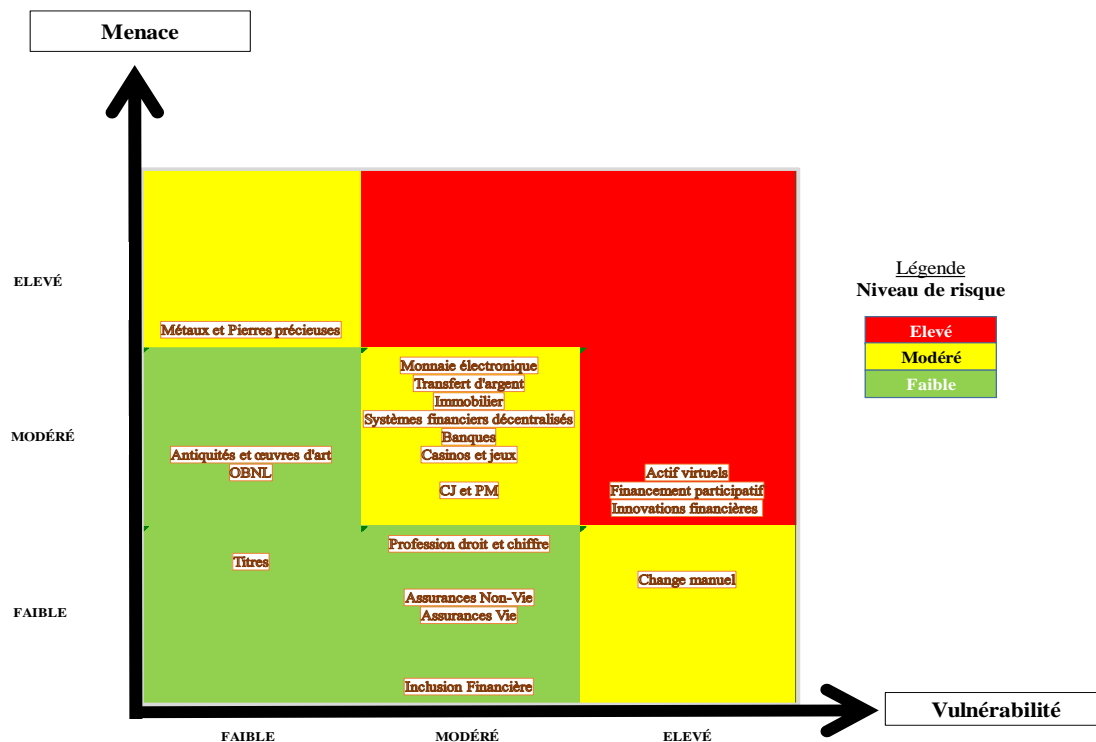 Menace
ELEVÉ
Métaux et Pierres précieuses
MODÉRÉ
Monnaie électronique
Transfert d'argent
Immobilier
Systèmes financiers décentralisés
Banques
Casinos et jeux
CJ et PM
Antiquités et œuvres d'art
OBNL
Actif virtuels
Financement participatif
Innovations financières
FAIBLE
Titres
Profession droit et chiffre
Assurances Non-Vie
Assurances Vie
Inclusion Financière
Change manuel
FAIBLE
MODÉRÉ
ELEVÉ
Vulnérabilité
Légende
Niveau de risque
Elevé
Modéré
Faible